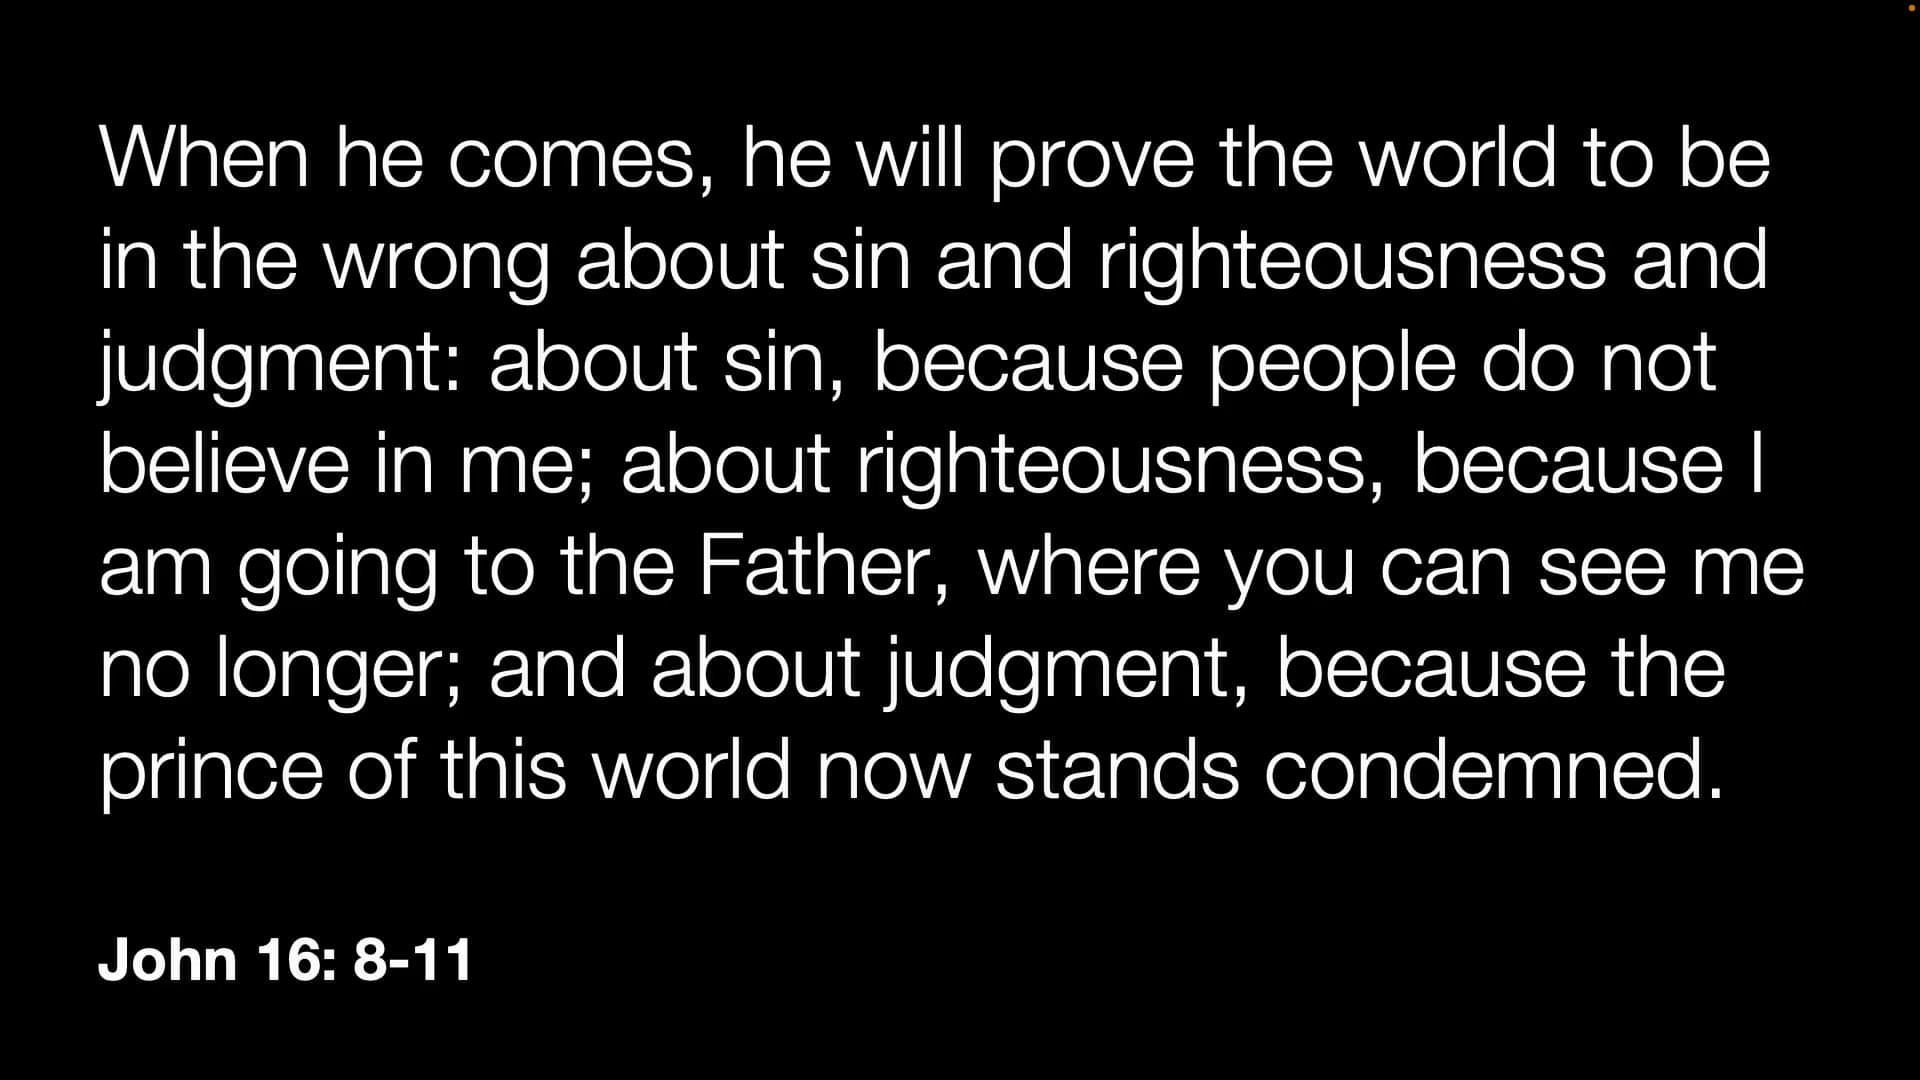 When he comes, he will prove the world to be
in the wrong about sin and righteousness and
judgment: about sin, because people do not
believe in me; about righteousness, because I
am going to the Father, where you can see me
no longer; and about judgment, because the
prince of this world now stands condemned.
John 16: 8-11